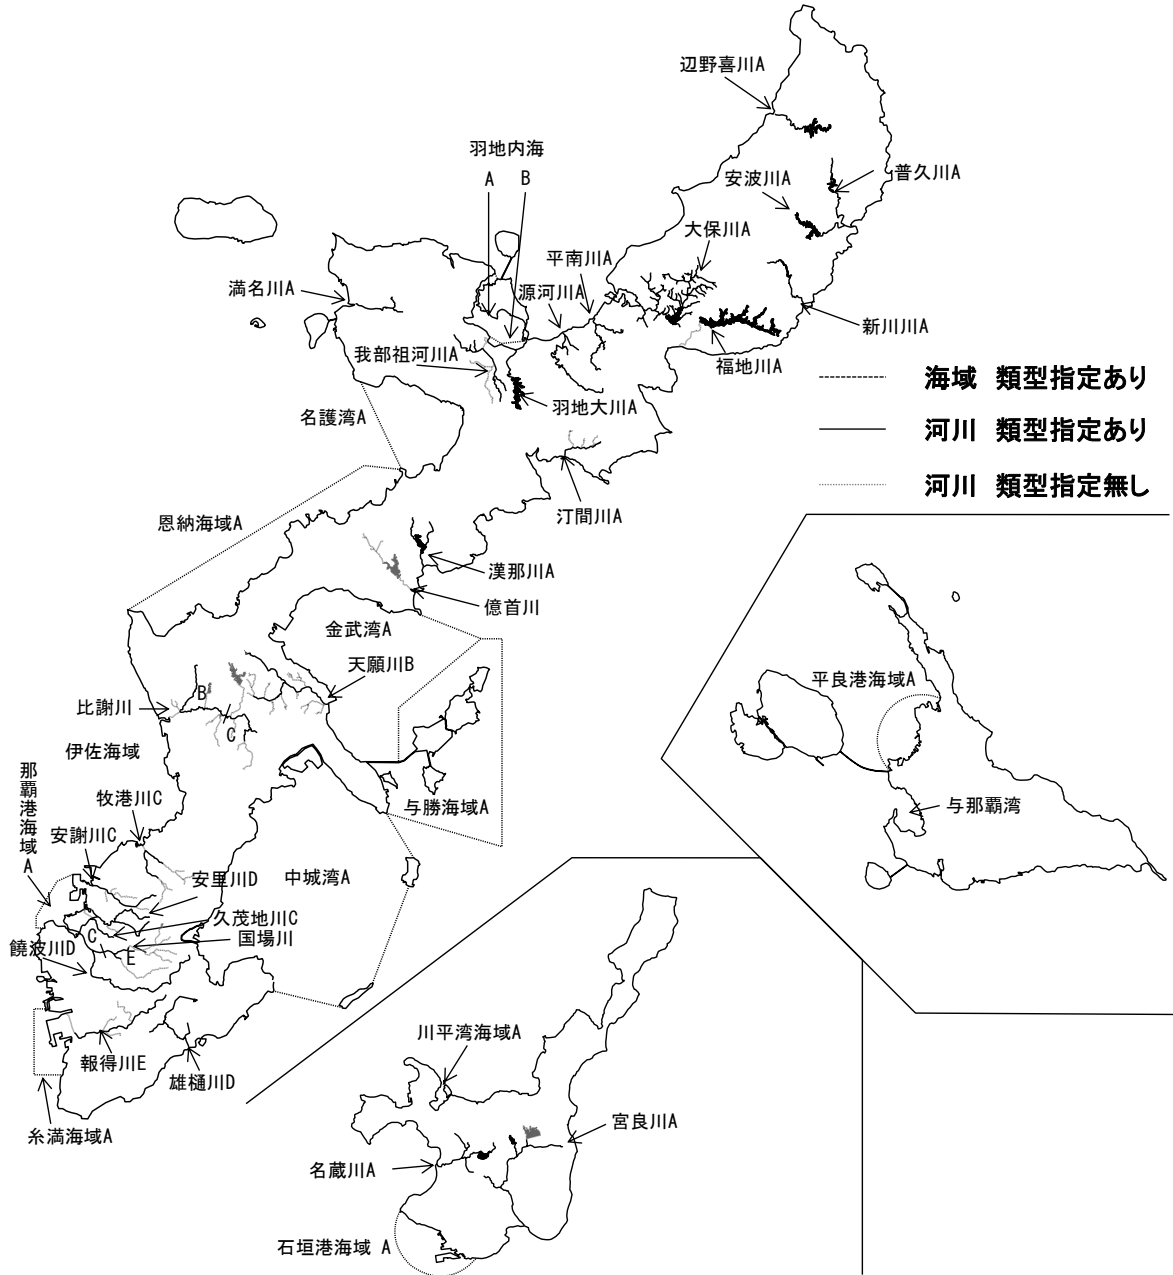 辺野喜川A
羽地内海
A B
安波川A
普久川A
大保川A
平南川A
源河川A
満名川A
新川川A
我部祖河川A
福地川A
羽地大川A
名護湾A
海域 類型指定あり
河川 類型指定あり
河川 類型指定無し
汀間川A
恩納海域A
漢那川A
億首川
金武湾A
天願川B
平良港海域A
B
比謝川
C
伊佐海域
那覇港海域A
与勝海域A
与那覇湾
牧港川C
安謝川C
安里川D
中城湾A
久茂地川C
C
国場川
饒波川D
E
川平湾海域A
報得川E
雄樋川D
宮良川A
糸満海域A
名蔵川A
石垣港海域 A